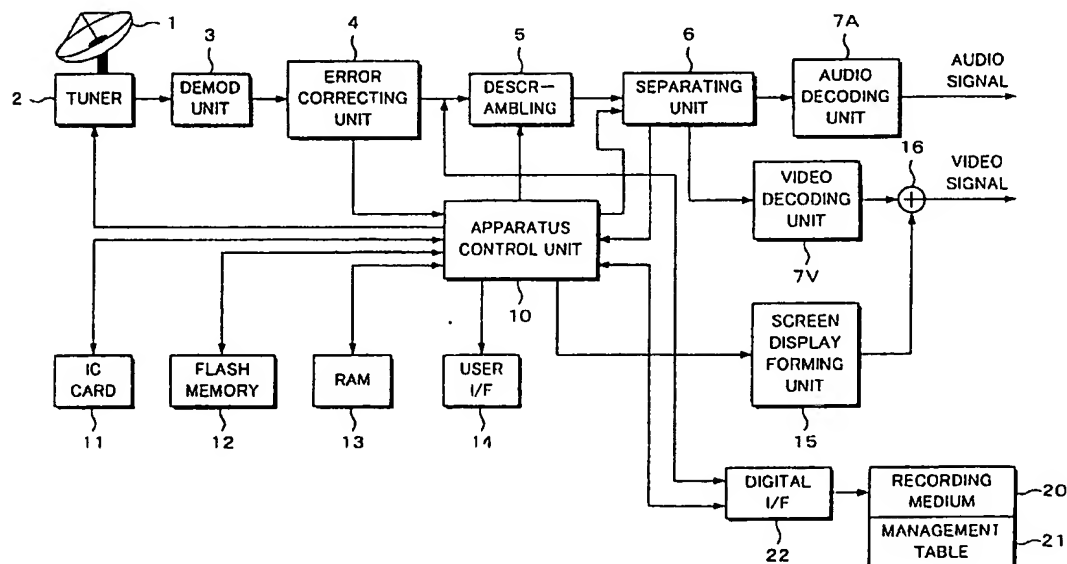 1
2
TUNER
3
DEMOD
UNIT
4
ERROR
CORRECTING
UNIT
5
DESCR-
AMBLING
6
SEPARATING
UNIT
7A
AUDIO
DECODING
UNIT
AUDIO
SIGNAL
16
VIDEO
SIGNAL
VIDEO
DECODING
UNIT
7V
APPARATUS
CONTROL UNIT
10
SCREEN
DISPLAY
FORMING
UNIT
15
IC
CARD
11
FLASH
MEMORY
12
RAM
13
USER
I/F
14
DIGITAL
I/F
22
RECORDING
MEDIUM
20
MANAGEMENT
TABLE
21